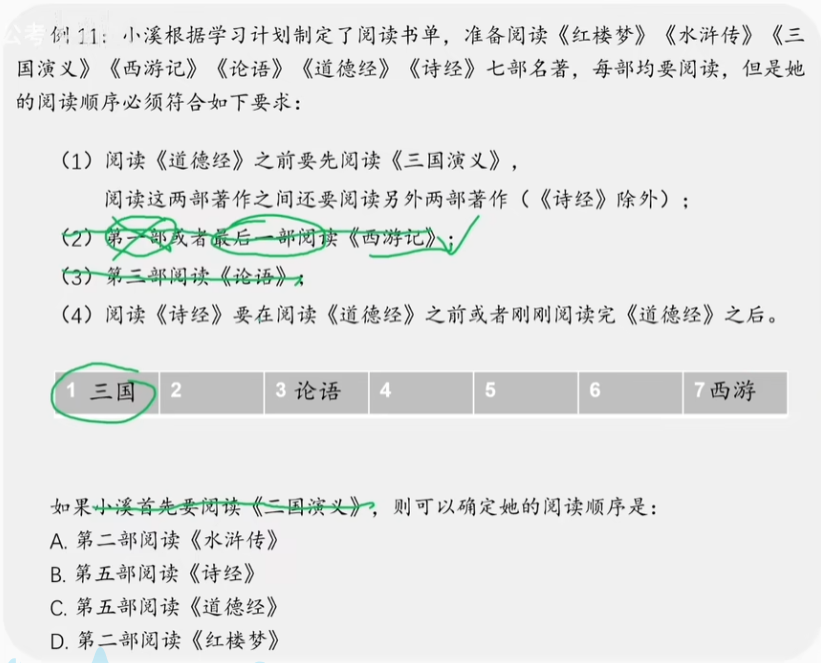 公考
例 11：小溪根据学习计划制定了阅读书单，准备阅读《红楼梦》《水浒传》《三
国演义》《西游记》《论语》《道德经》《诗经》七部名著，每部均要阅读，但是她
的阅读顺序必须符合如下要求：
（1）阅读《道德经》之前要先阅读《三国演义》，
阅读这两部著作之间还要阅读另外两部著作（《诗经》除外）；
（2）第一部或者最后一部阅读《西游记》；
（3）第三部阅读《论语》；
（4）阅读《诗经》要在阅读《道德经》之前或者刚刚阅读完《道德经》之后。
1 三国 2 3 论语 4 5 6 7 西游
如果小溪首先要阅读《三国演义》，则可以确定她的阅读顺序是：
A. 第二部阅读《水浒传》
B. 第五部阅读《诗经》
C. 第五部阅读《道德经》
D. 第二部阅读《红楼梦》